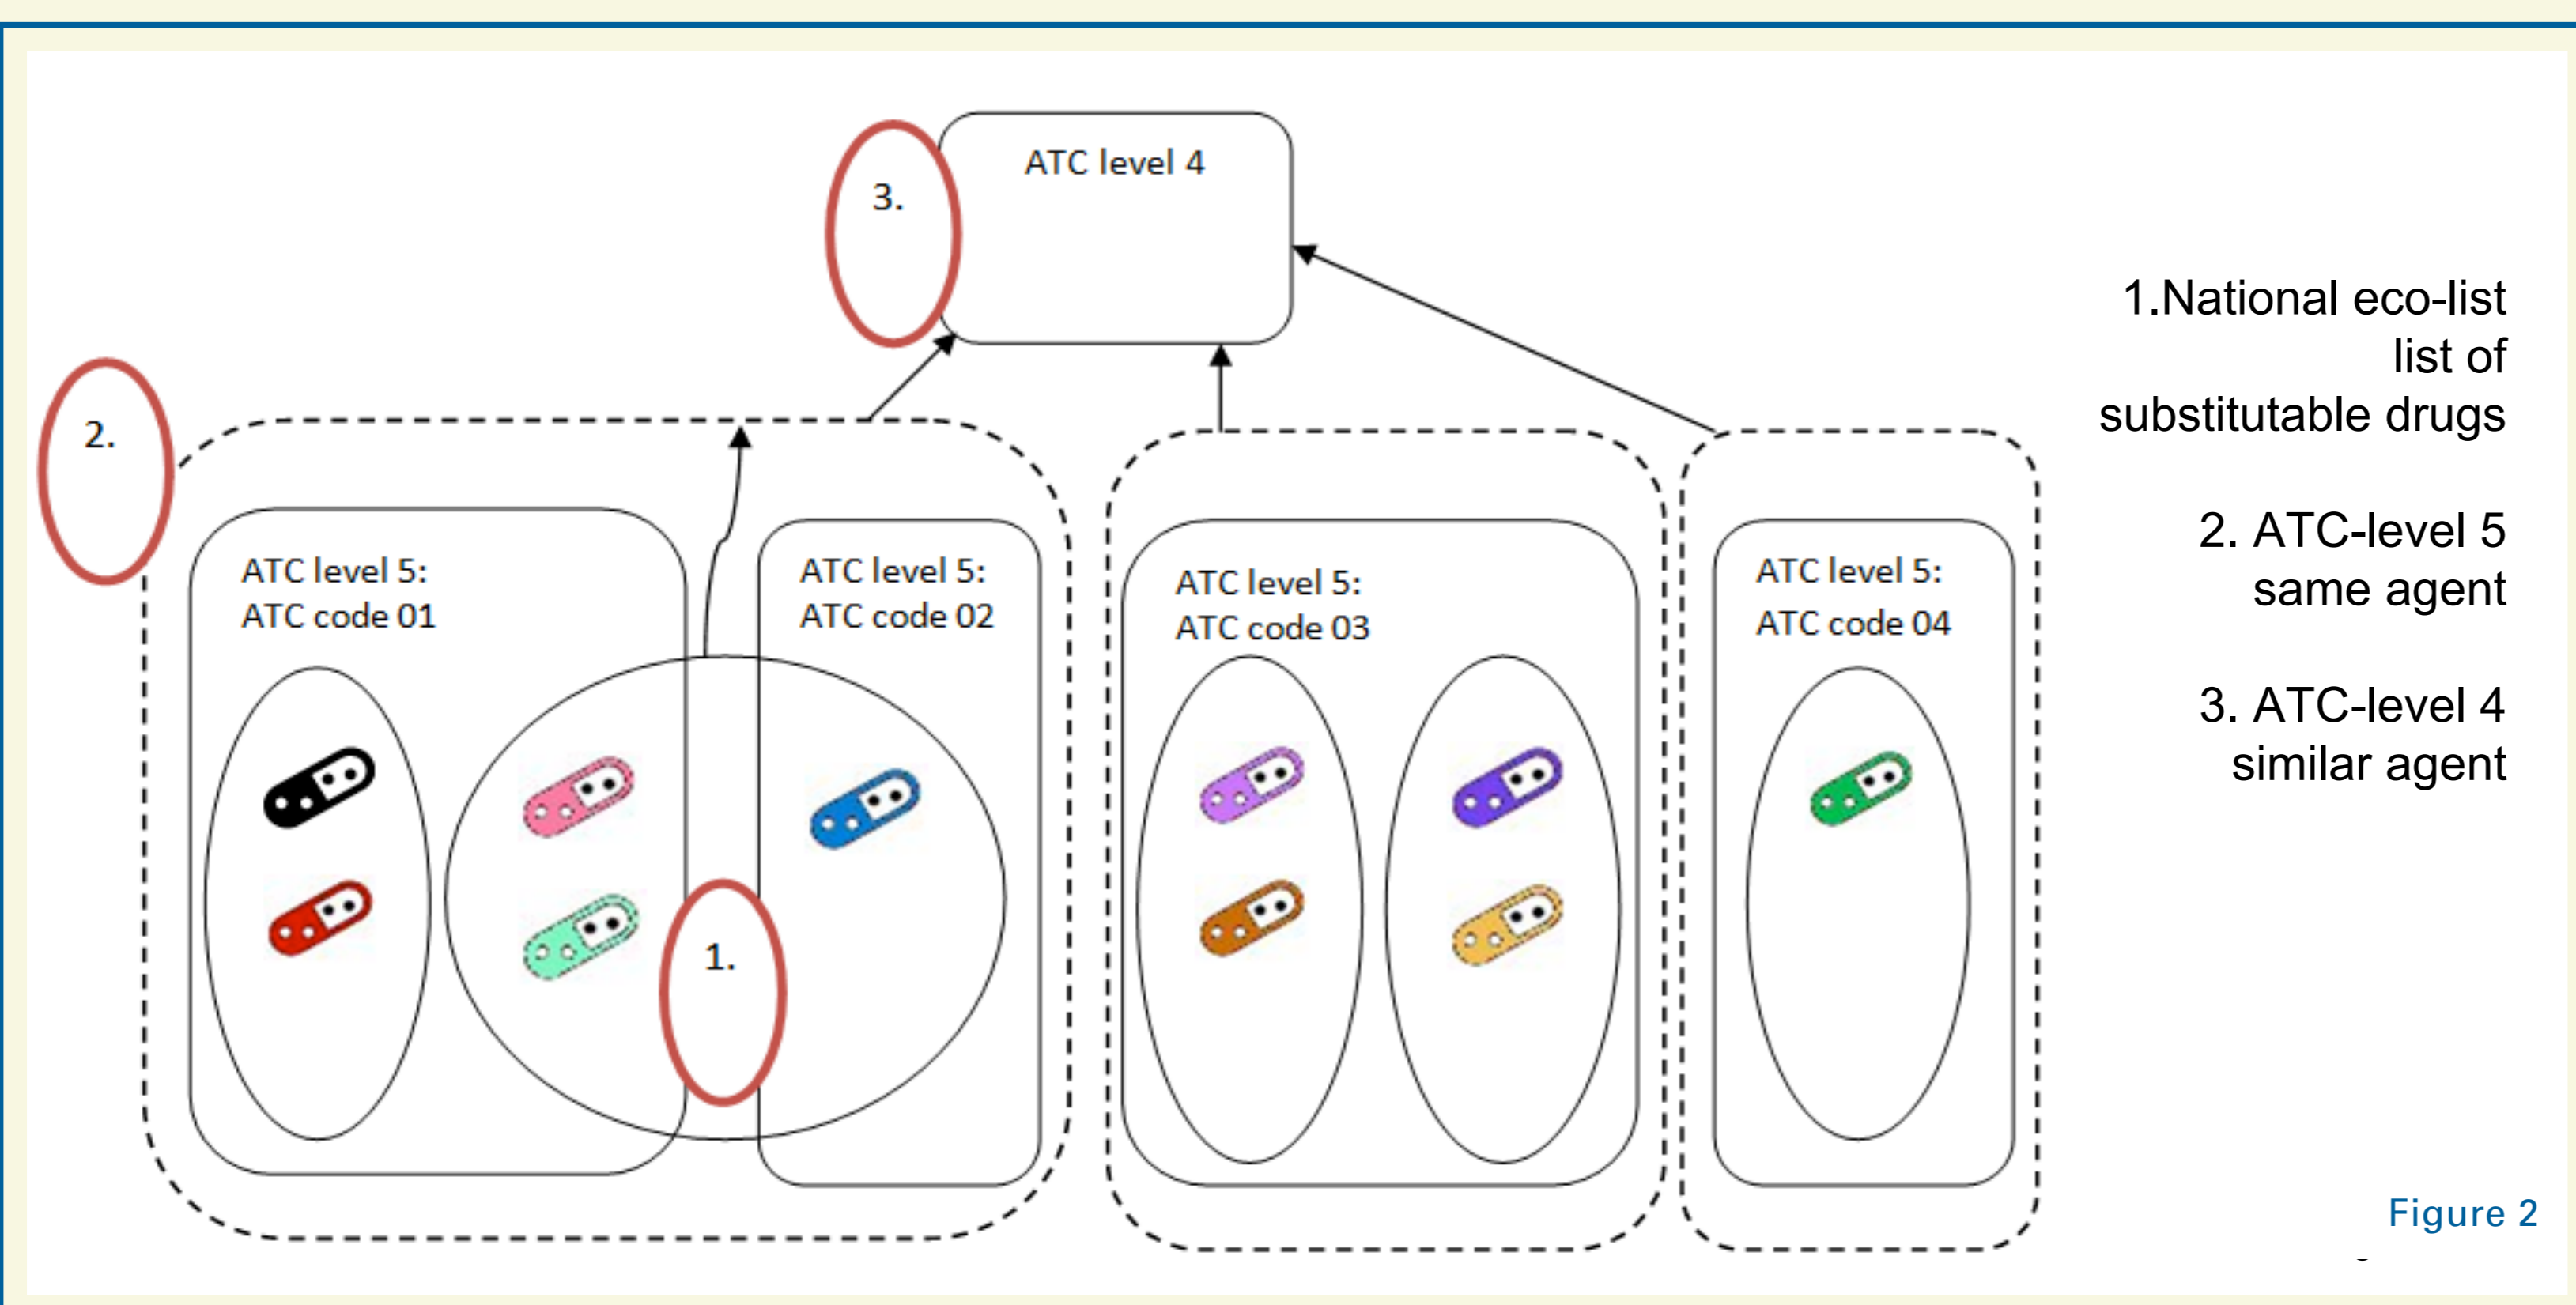 ATC level 4
3.
2.
ATC level 5:
ATC code 01
ATC level 5:
ATC code 02
ATC level 5:
ATC code 03
ATC level 5:
ATC code 04
1.
1.National eco-list
list of
substitutable drugs
2. ATC-level 5
same agent
3. ATC-level 4
similar agent
Figure 2